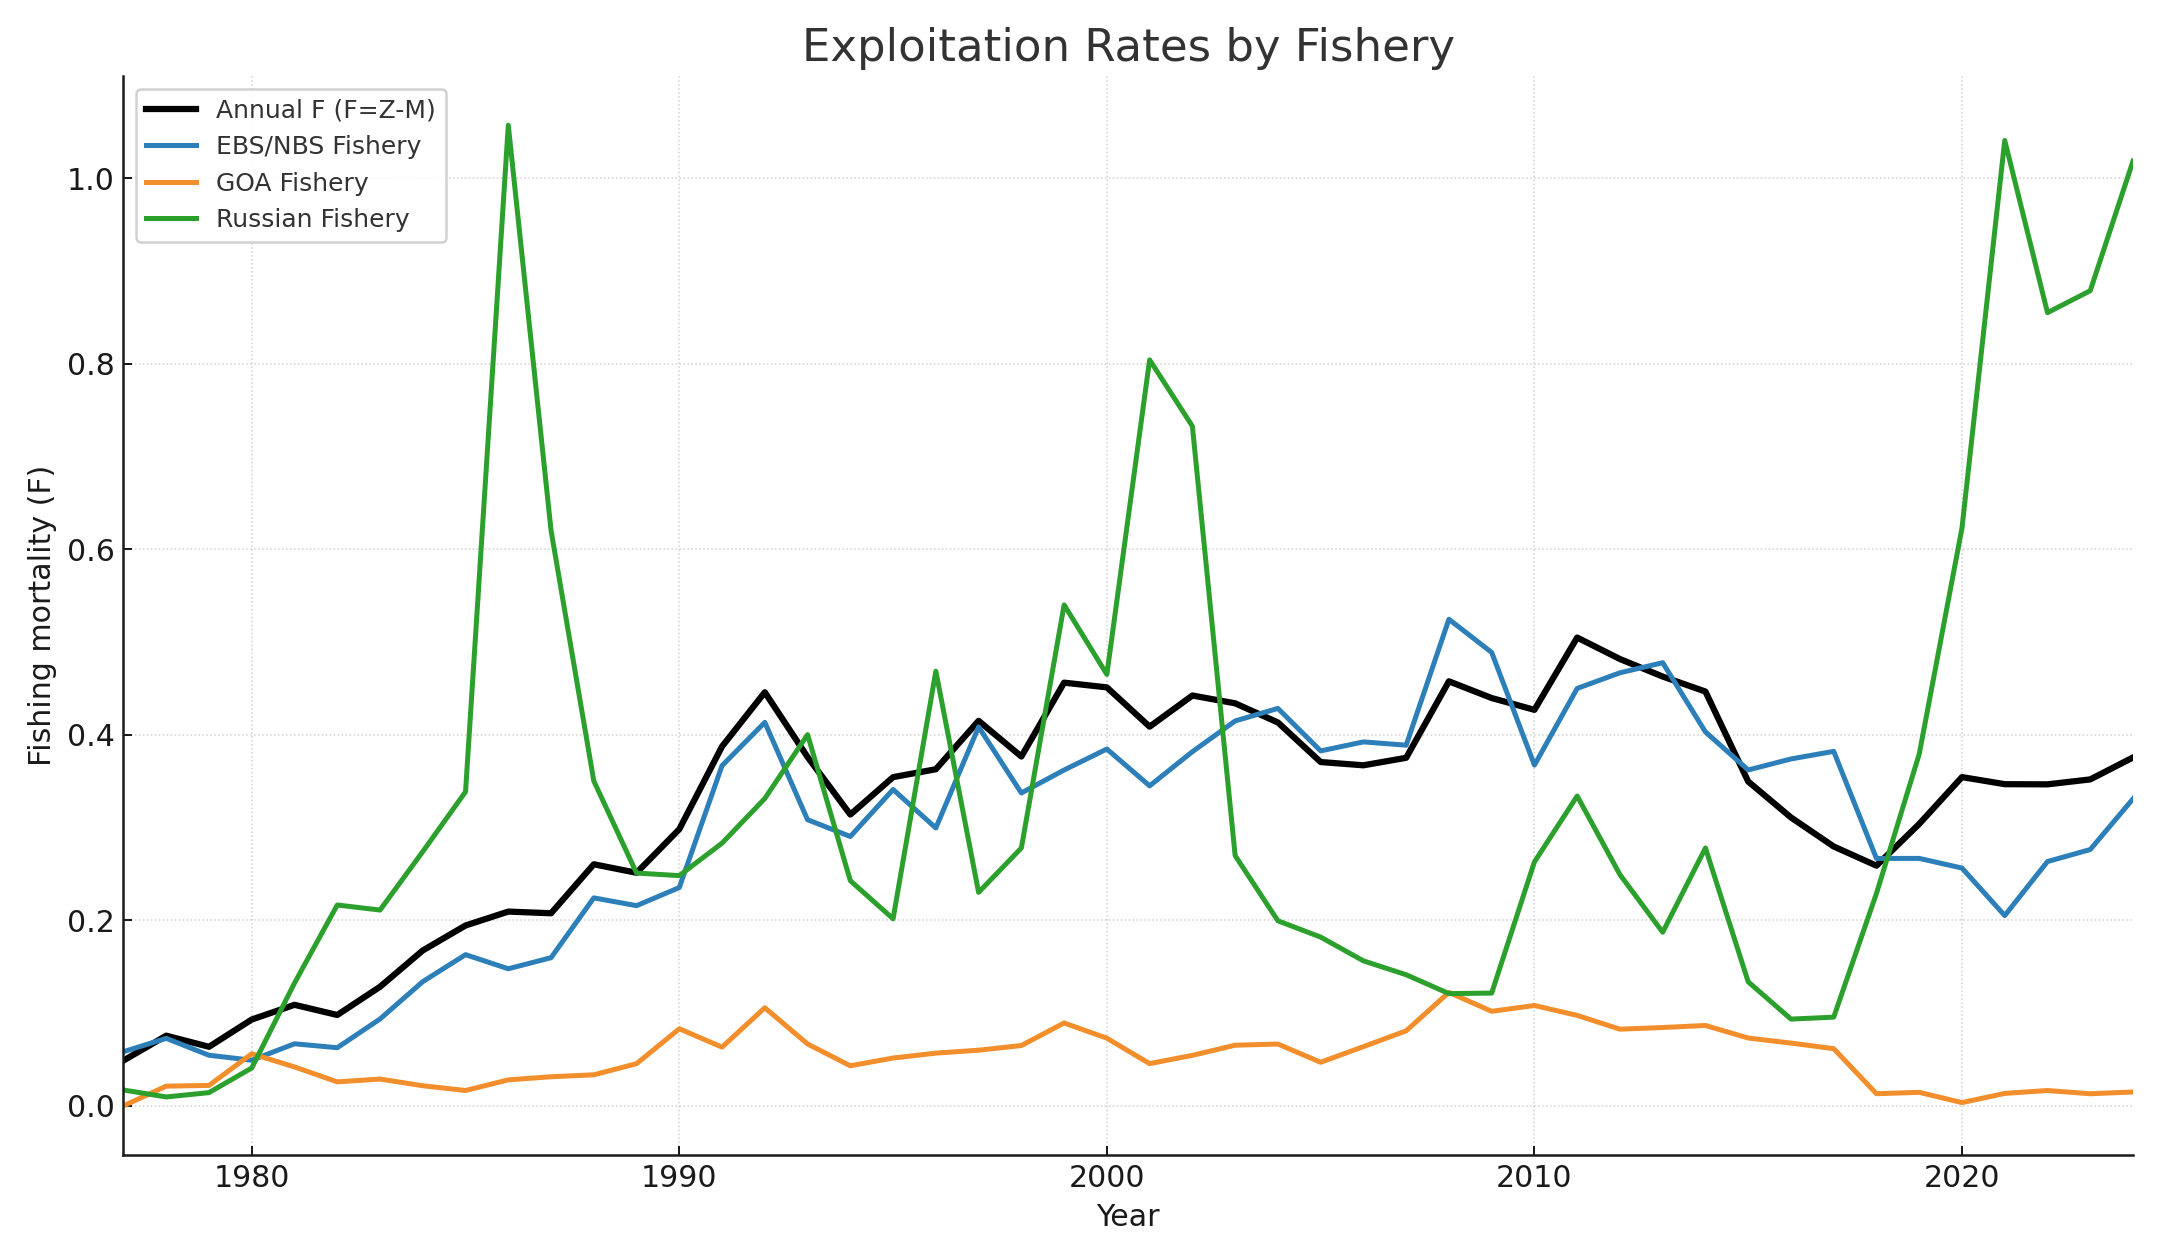 Exploitation Rates by Fishery
Annual F (F=Z-M)
EBS/NBS Fishery
GOA Fishery
Russian Fishery
Fishing mortality (F)
1.0
0.8
0.6
0.4
0.2
0.0
1980 1990 2000 2010 2020
Year